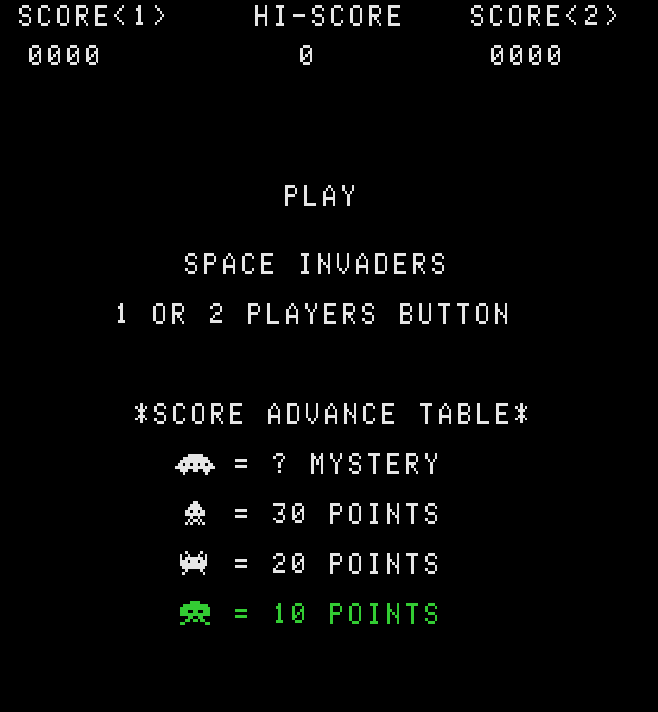 SCORE<1> HI-SCORE SCORE<2>
0000 0 0000
PLAY
SPACE INVADERS
1 OR 2 PLAYERS BUTTON
*SCORE ADVANCE TABLE*
= ? MYSTERY
= 30 POINTS
= 20 POINTS
= 10 POINTS